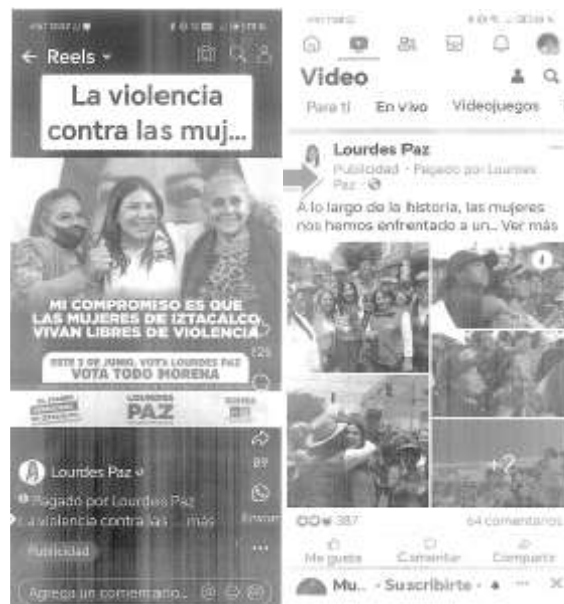 Reels
La violencia
contra las muj...
MI COMPROMISO ES QUE
LAS MUJERES DE IZTACALCO
VIVAN LIBRES DE VIOLENCIA
ESTE 2 DE JUNIO, VOTA LOURDES PAZ
VOTA TODO MORENA
LOURDES
PAZ
Lourdes Paz
Pagado por Lourdes Paz
La violencia contra las ... más
Publicidad
Agrega un comentario...
89
Enviar
Video
Para ti En vivo Videojuegos
Lourdes Paz
Publicidad · Pagado por Lourdes
Paz ·
A lo largo de la historia, las mujeres
nos hemos enfrentado a un... Ver más
+2
387 64 comentarios
Me gusta Comentar Compartir
Mu... · Suscribirte ·